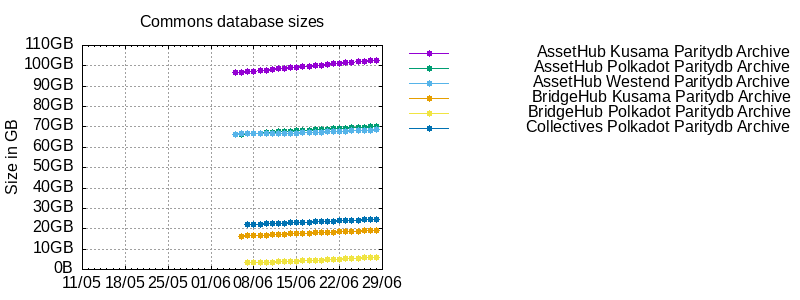 Commons database sizes
110GB
100GB
90GB
80GB
70GB
60GB
50GB
40GB
30GB
20GB
10GB
0B
Size in GB
11/05 18/05 25/05 01/06 08/06 15/06 22/06 29/06
AssetHub Kusama Paritydb Archive
AssetHub Polkadot Paritydb Archive
AssetHub Westend Paritydb Archive
BridgeHub Kusama Paritydb Archive
BridgeHub Polkadot Paritydb Archive
Collectives Polkadot Paritydb Archive